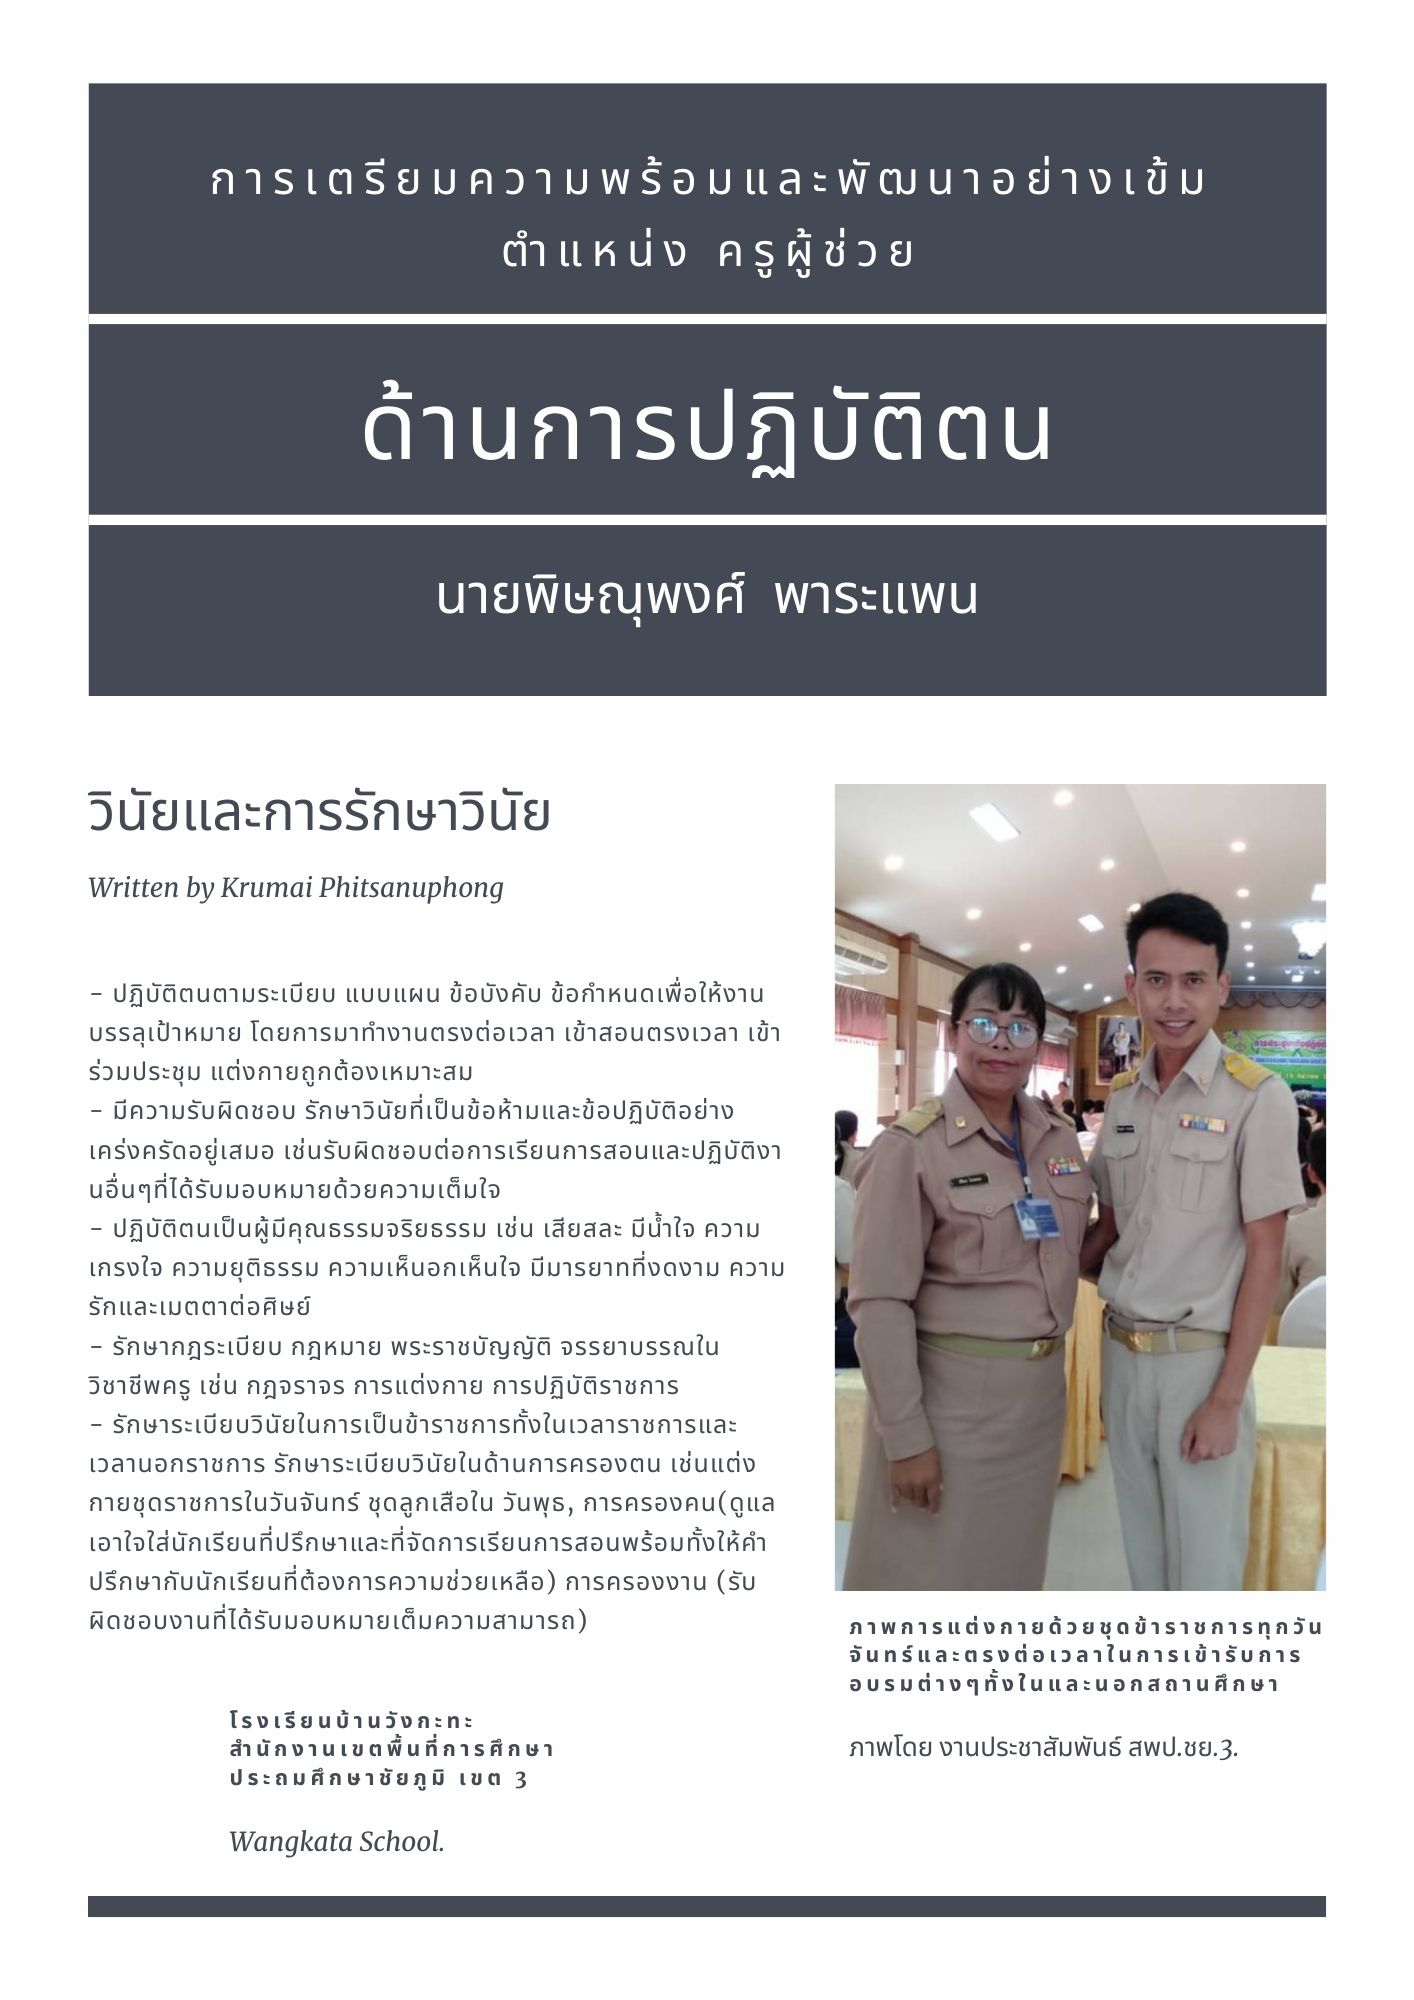 การเตรียมความพร้อมและพัฒนาอย่างเข้ม
ตำแหน่ง ครูผู้ช่วย
ด้านการปฏิบัติตน
นายพิษณุพงศ์ พาระแพน
วินัยและการรักษาวินัย
Written by Krumai Phitsanuphong
- ปฏิบัติตนตามระเบียบ แบบแผน ข้อบังคับ ข้อกำหนดเพื่อให้งาน
บรรลุเป้าหมาย โดยการมาทำงานตรงต่อเวลา เข้าสอนตรงเวลา เข้า
ร่วมประชุม แต่งกายถูกต้องเหมาะสม
- มีความรับผิดชอบ รักษาวินัยที่เป็นข้อห้ามและข้อปฏิบัติอย่าง
เคร่งครัดอยู่เสมอ เช่นรับผิดชอบต่อการเรียนการสอนและปฏิบัติงา
นอื่นๆที่ได้รับมอบหมายด้วยความเต็มใจ
- ปฏิบัติตนเป็นผู้มีคุณธรรมจริยธรรม เช่น เสียสละ มีน้ำใจ ความ
เกรงใจ ความยุติธรรม ความเห็นอกเห็นใจ มีมารยาทที่งดงาม ความ
รักและเมตตาต่อศิษย์
- รักษากฎระเบียบ กฎหมาย พระราชบัญญัติ จรรยาบรรณใน
วิชาชีพครู เช่น กฎจราจร การแต่งกาย การปฏิบัติราชการ
- รักษาระเบียบวินัยในการเป็นข้าราชการทั้งในเวลาราชการและ
เวลานอกราชการ รักษาระเบียบวินัยในด้านการครองตน เช่นแต่ง
กายชุดราชการในวันจันทร์ ชุดลูกเสือใน วันพุธ, การครองคน(ดูแล
เอาใจใส่นักเรียนที่ปรึกษาและที่จัดการเรียนการสอนพร้อมทั้งให้คำ
ปรึกษากับนักเรียนที่ต้องการความช่วยเหลือ) การครองงาน (รับ
ผิดชอบงานที่ได้รับมอบหมายเต็มความสามารถ)
ภาพการแต่งกายด้วยชุดข้าราชการทุกวัน
จันทร์และตรงต่อเวลาในการเข้ารับการ
อบรมต่างๆทั้งในและนอกสถานศึกษา
ภาพโดย งานประชาสัมพันธ์ สพป.ชย.3.
โรงเรียนบ้านวังกะทะ
สำนักงานเขตพื้นที่การศึกษา
ประถมศึกษาชัยภูมิ เขต 3
Wangkata School.